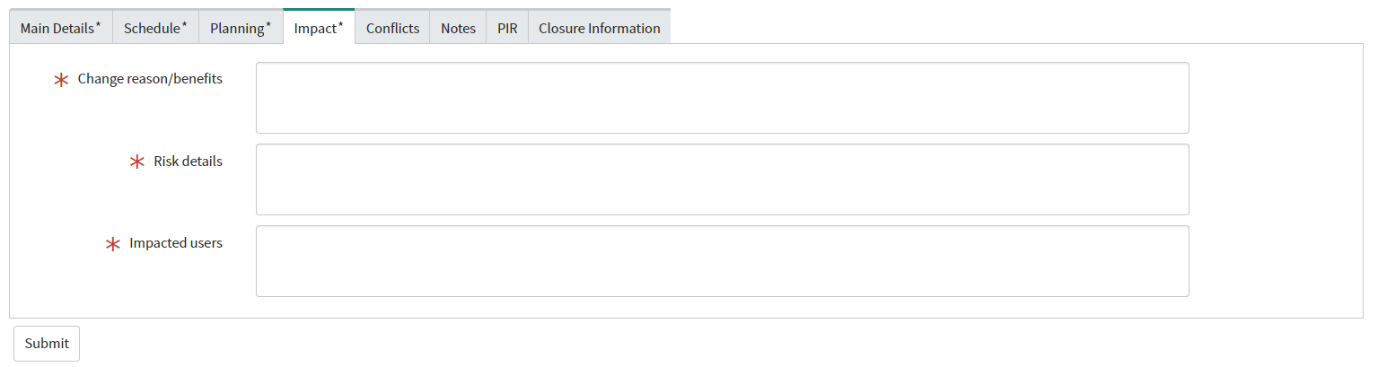 Main Details* Schedule* Planning* Impact* Conflicts Notes PIR Closure Information
* Change reason/benefits
* Risk details
* Impacted users
Submit